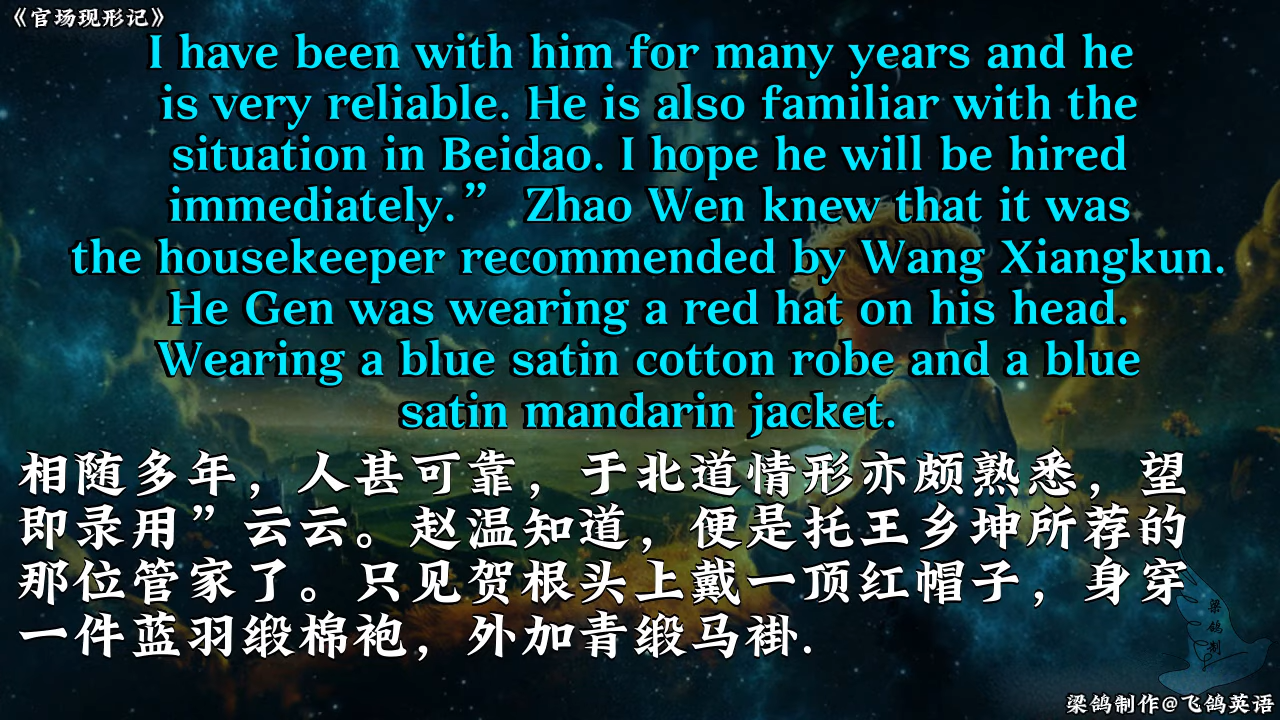 《官场现形记》
I have been with him for many years and he
is very reliable. He is also familiar with the
situation in Beidao. I hope he will be hired
immediately.” Zhao Wen knew that it was
the housekeeper recommended by Wang Xiangkun.
He Gen was wearing a red hat on his head.
Wearing a blue satin cotton robe and a blue
satin mandarin jacket.
相随多年，人甚可靠，于北道情形亦颇熟悉，望
即录用”云云。赵温知道，便是托王乡坤所荐的
那位管家了。只见贺根头上戴一顶红帽子，身穿
一件蓝羽缎棉袍，外加青缎马褂.
梁鸽制
梁鸽制作@飞鸽英语